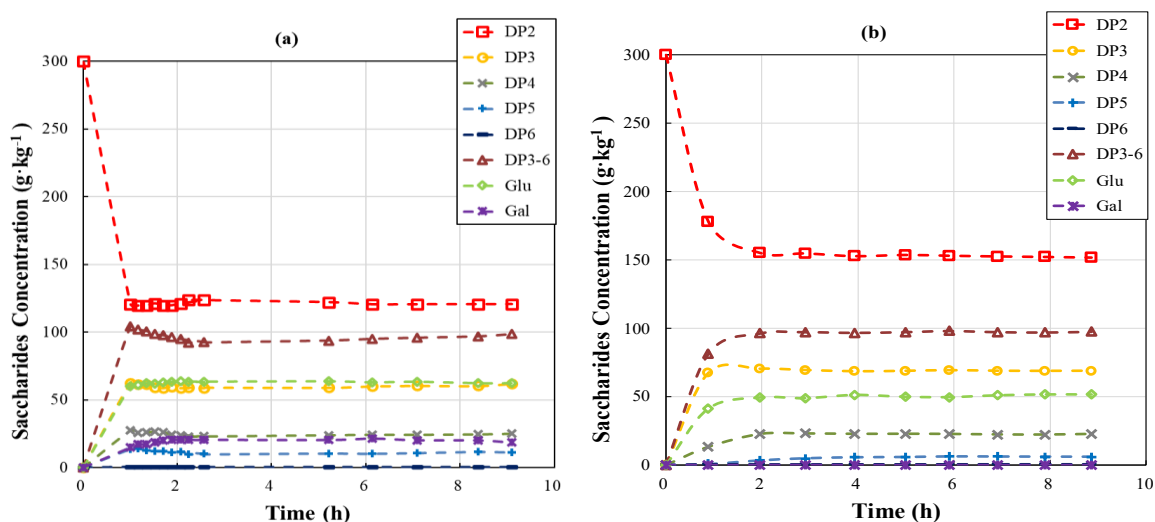 (a)
Saccharides Concentration (g·kg⁻¹)
300
250
200
150
100
50
0
0
2
4
6
8
10
Time (h)
DP2
DP3
DP4
DP5
DP6
DP3-6
Glu
Gal
(b)
Saccharides Concentration (g·kg⁻¹)
300
250
200
150
100
50
0
0
2
4
6
8
10
Time (h)
DP2
DP3
DP4
DP5
DP6
DP3-6
Glu
Gal